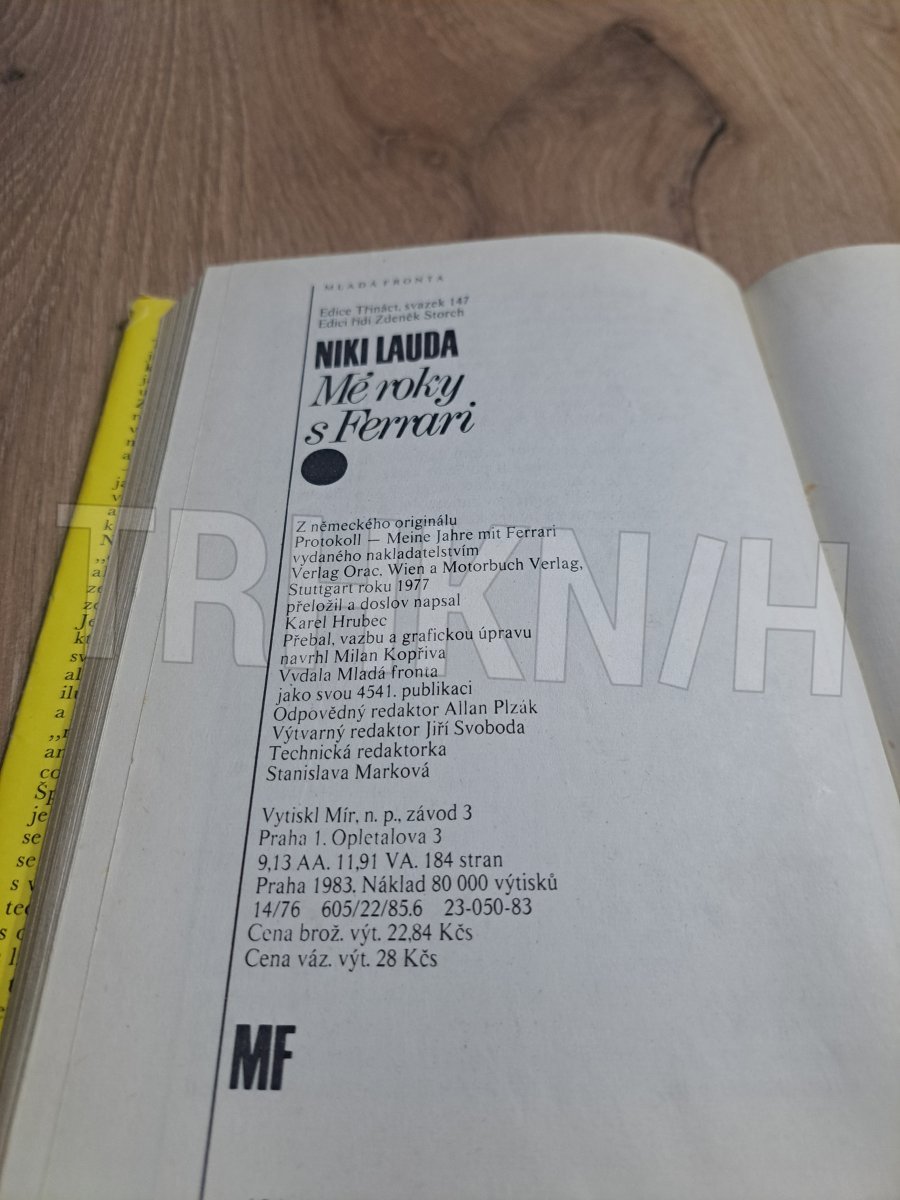 MLADÁ FRONTA
Edice Třináct, svazek 147
Edici řídí Zdeněk Storch
NIKI LAUDA
Mé roky
s Ferrari
Z německého originálu
Protokoll — Meine Jahre mit Ferrari
vydaného nakladatelstvím
Verlag Orac, Wien a Motorbuch Verlag,
Stuttgart roku 1977
přeložil a doslov napsal
Karel Hrubec
Přebal, vazbu a grafickou úpravu
navrhl Milan Kopřiva
Vydala Mladá fronta
jako svou 4541. publikaci
Odpovědný redaktor Allan Plzák
Výtvarný redaktor Jiří Svoboda
Technická redaktorka
Stanislava Marková
Vytiskl Mír, n. p., závod 3
Praha 1, Opletalova 3
9,13 AA. 11,91 VA. 184 stran
Praha 1983. Náklad 80 000 výtisků
14/76 605/22/85.6 23-050-83
Cena brož. výt. 22,84 Kčs
Cena váz. výt. 28 Kčs
MF